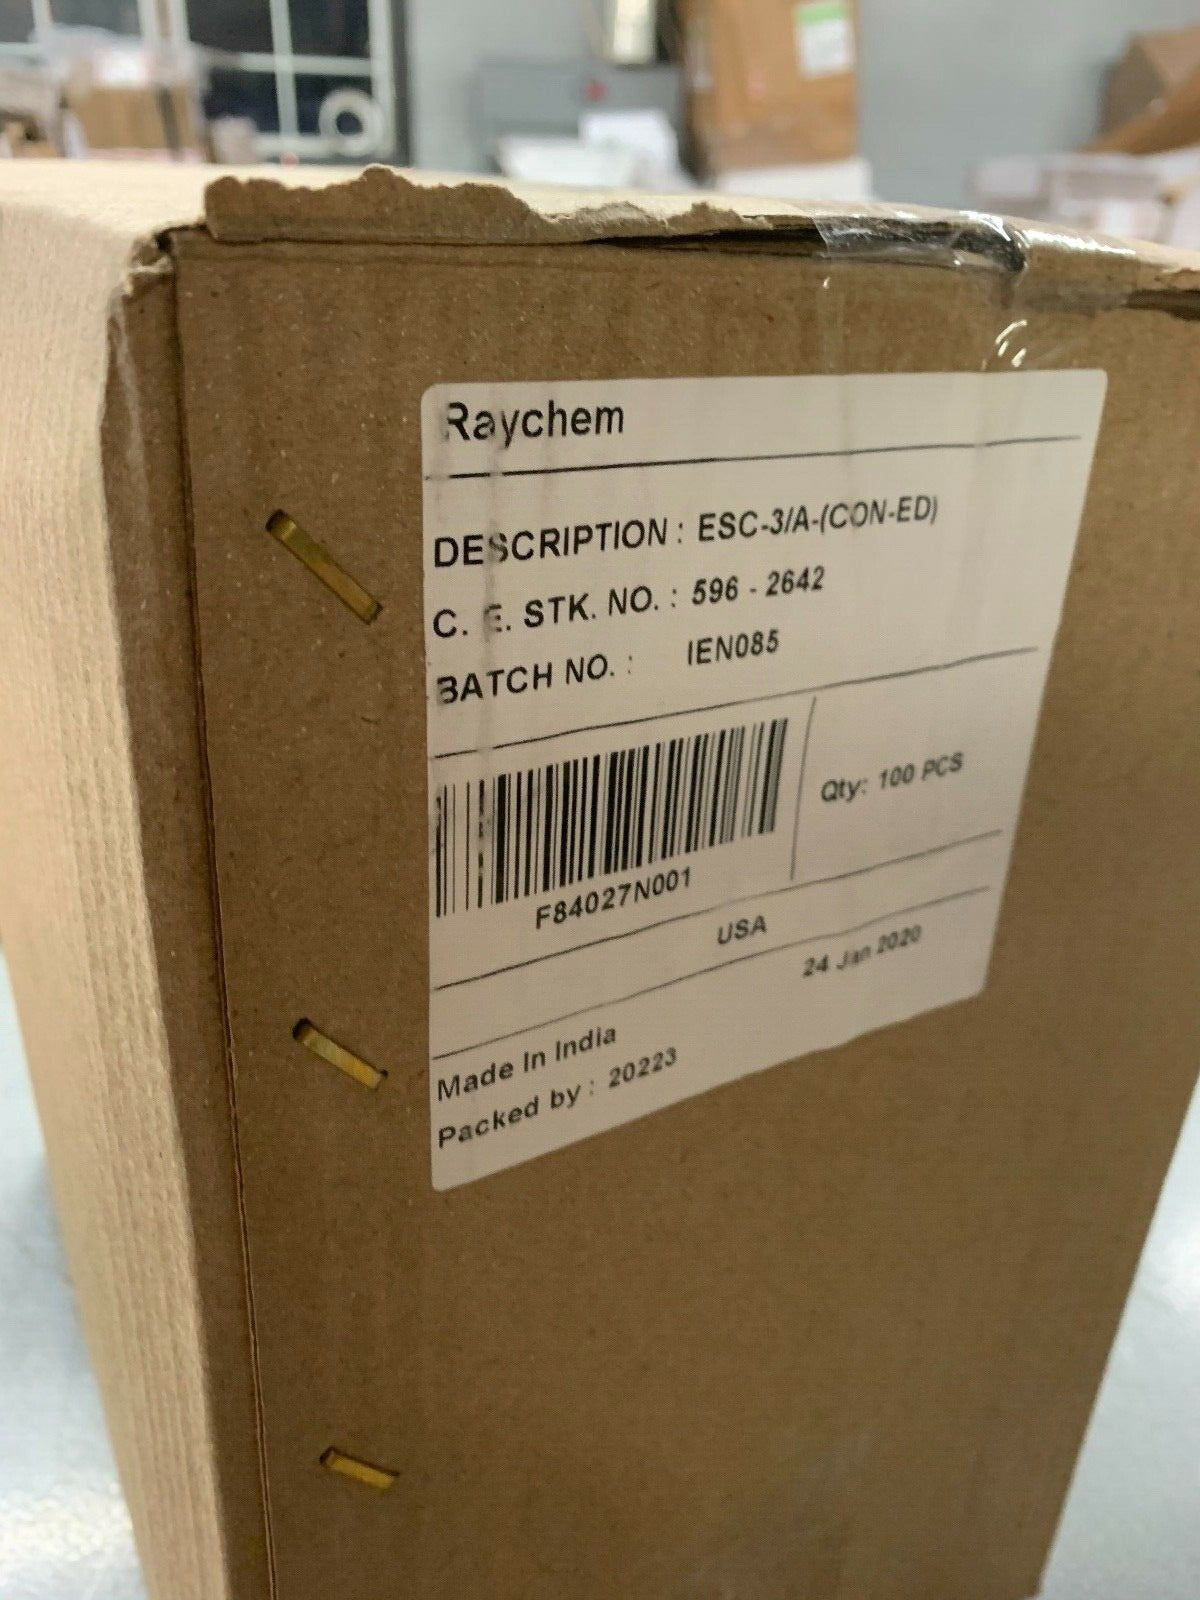 Raychem
DESCRIPTION : ESC-3/A-(CON-ED)
C. E. STK. NO. : 596 - 2642
BATCH NO. : IEN085
Qty: 100 PCS
F84027N001
USA
24 Jan 2020
Made In India
Packed by : 20223